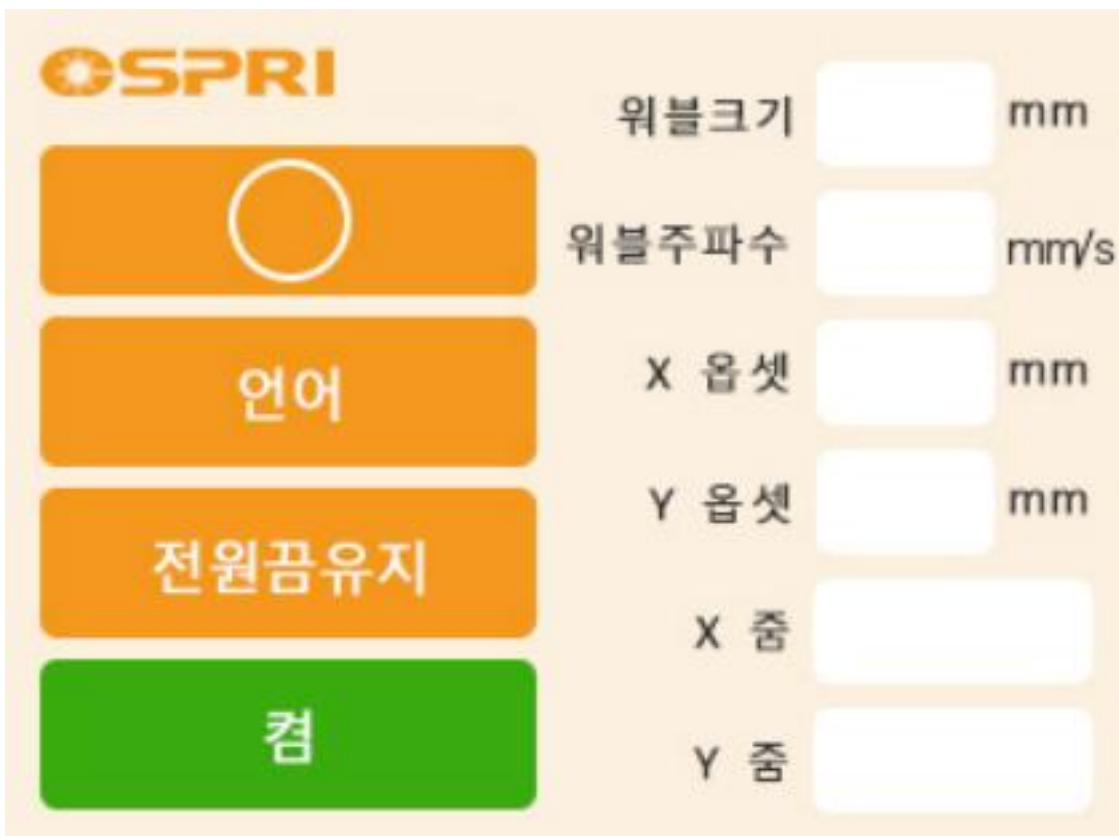 OSPRI
언어
전원끔유지
켬
워블크기 mm
워블주파수 mm/s
X 옵셋 mm
Y 옵셋 mm
X 줌
Y 줌